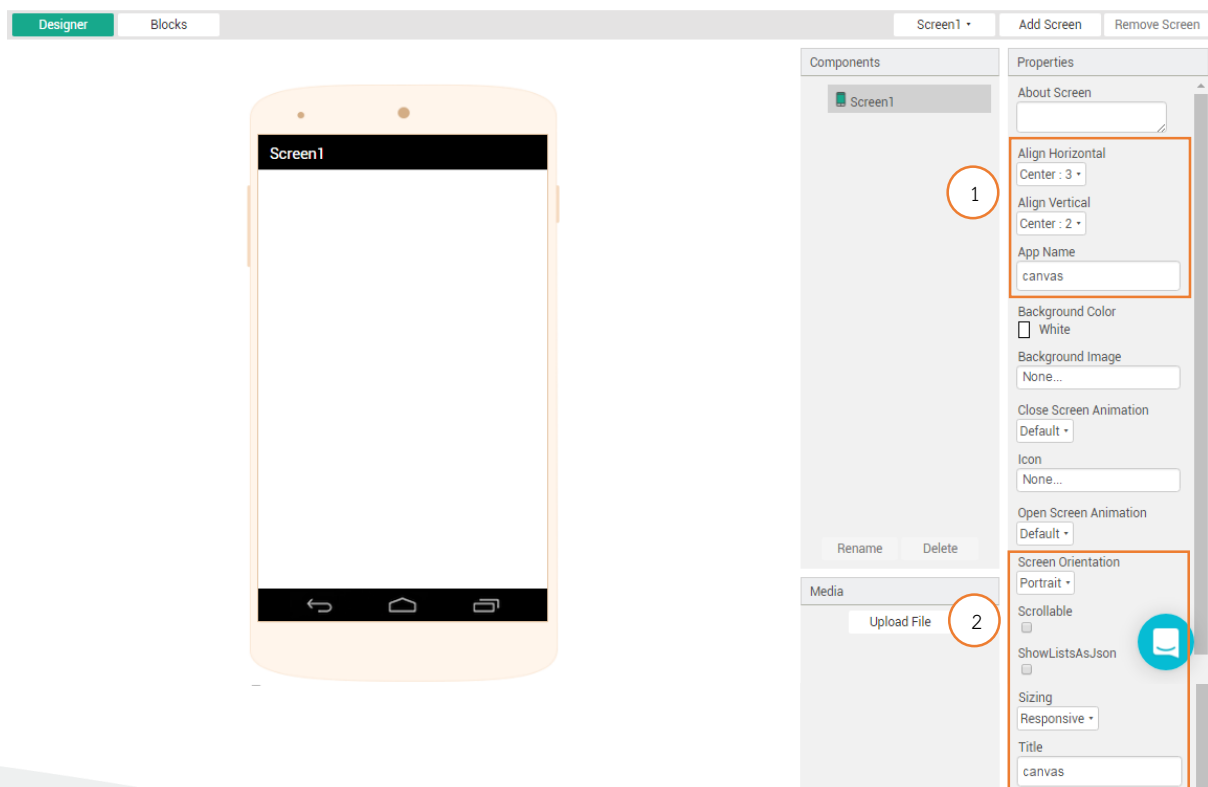 Designer
Blocks
Screen1
Add Screen
Remove Screen
Screen1
Components
Screen1
Rename
Delete
Media
Upload File
1
2
Properties
About Screen
Align Horizontal
Center : 3
Align Vertical
Center : 2
App Name
canvas
Background Color
White
Background Image
None...
Close Screen Animation
Default
Icon
None...
Open Screen Animation
Default
Screen Orientation
Portrait
Scrollable
ShowListsAsJson
Sizing
Responsive
Title
canvas